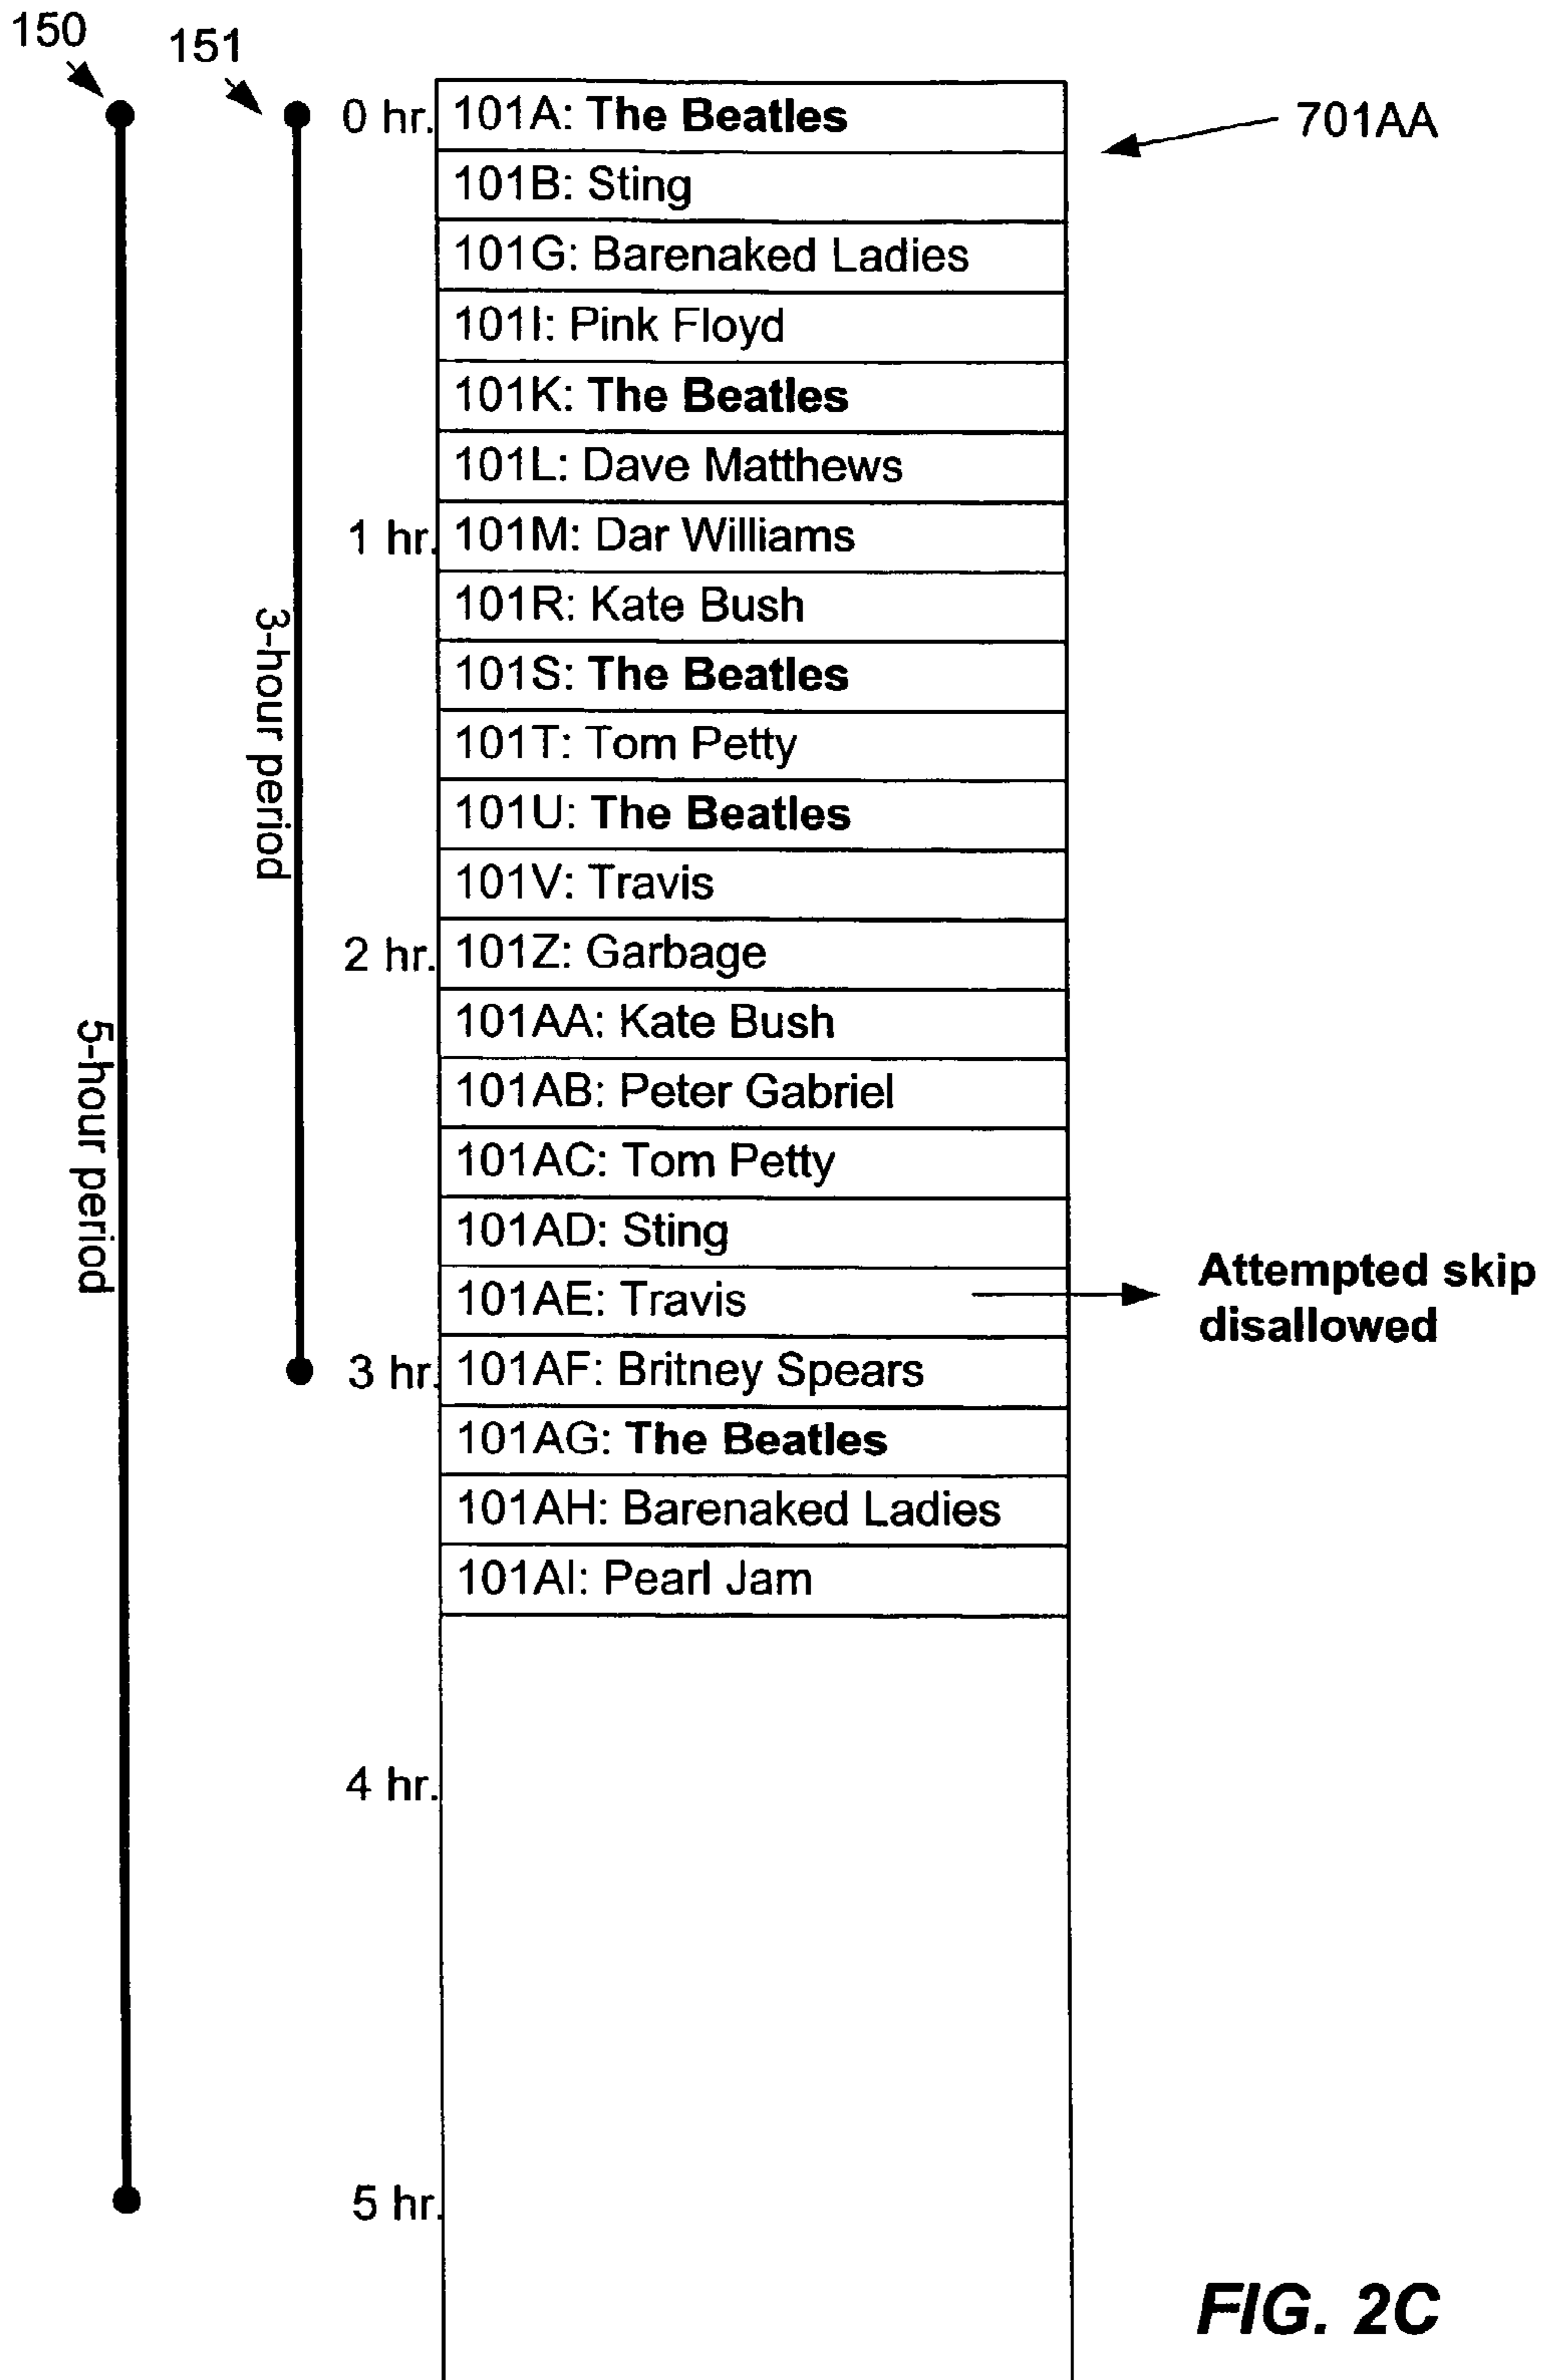 150
151
0 hr.
101A: The Beatles
701AA
101B: Sting
101G: Barenaked Ladies
101I: Pink Floyd
101K: The Beatles
101L: Dave Matthews
1 hr.
101M: Dar Williams
101R: Kate Bush
3-hour period
101S: The Beatles
101T: Tom Petty
101U: The Beatles
101V: Travis
2 hr.
101Z: Garbage
101AA: Kate Bush
5-hour period
101AB: Peter Gabriel
101AC: Tom Petty
101AD: Sting
101AE: Travis
Attempted skip
disallowed
3 hr.
101AF: Britney Spears
101AG: The Beatles
101AH: Barenaked Ladies
101AI: Pearl Jam
4 hr.
5 hr.
FIG. 2C